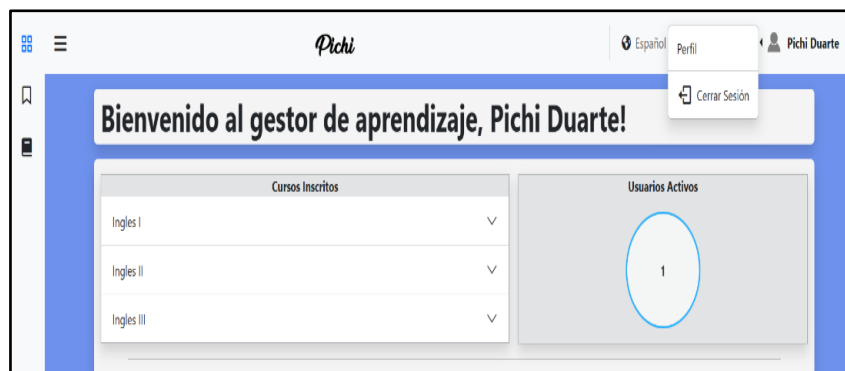 Pichi
Español
Perfil
Pichi Duarte
Cerrar Sesión
Bienvenido al gestor de aprendizaje, Pichi Duarte!
Cursos Inscritos
Ingles I
Ingles II
Ingles III
Usuarios Activos
1